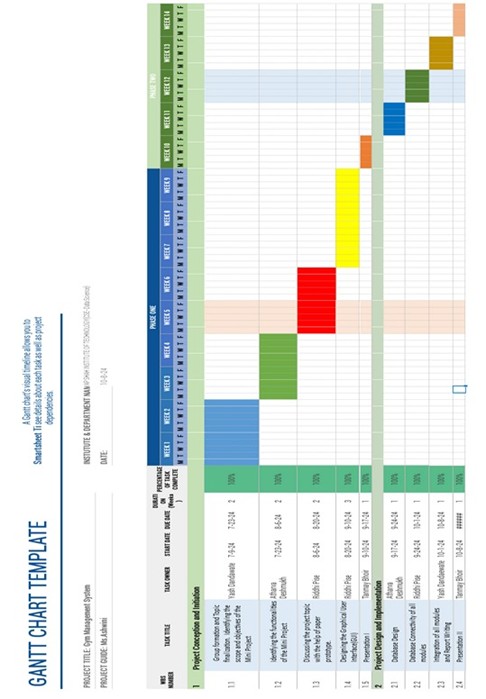 GANTT CHART TEMPLATE
A Gantt chart's visual timeline allows you to
Smartsheet Ti see details about each task as well as project
dependencies.
PROJECT TITLE: Gym Management System
INSTITIUTE & DEPARTMENT NAM
PROJECT GUIDE: Ms Ashwini
DATE: 10-8-24
PHASE ONE PHASE TWO
WBS NUMBER TASK TITLE TASK OWNER START DATE DUE DATE DURATI ON (Weeks PERCENTAGE OF TASK COMPLETE
WEEK 1 WEEK 2 WEEK 3 WEEK 4 WEEK 5 WEEK 6 WEEK 7 WEEK 8 WEEK 9 WEEK 10 WEEK 11 WEEK 12 WEEK 13 WEEK 14
M T W T F M T W T F M T W T F M T W T F M T W T F M T W T F M T W T F M T W T F M T W T F M T W T F M T W T F M T W T F M T W T F M T W T F
1 Project Conception and Initiation
1.1 Group formation and Topic finalization. Identifying the scope and objectives of the Mini Project Yash Dandawate 7-9-24 7-23-24 2 100%
1.2 Identifying the functionalities of the Mini Project Atharva Deshmukh 7-23-24 8-6-24 2 100%
1.3 Discussing the project topic with the help of paper prototype. Riddhi Pise 8-6-24 8-20-24 2 100%
1.4 Designing the Graphical User Interface(GUI) Riddhi Pise 8-20-24 9-10-24 3 100%
1.5 Presentation I Tanmay Bhoir 9-10-24 9-17-24 1 100%
2 Project Design and Implementation
2.1 Database Design Atharva Deshmukh 9-17-24 9-24-24 1 100%
2.2 Database Connectivity of all modules Riddhi Pise 9-24-24 10-1-24 1 100%
2.3 Integration of all modules and Report Writing Yash Dandawate 10-1-24 10-8-24 1 100%
2.4 Presentation II Tanmay Bhoir 10-8-24 ###### 1 100%